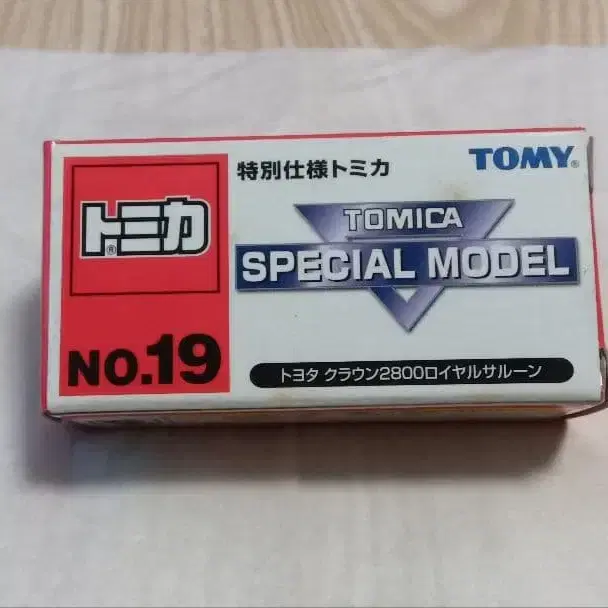 特別仕様トミカ
TOMY®
トミカ®
TOMICA
SPECIAL MODEL
NO.19
トヨタ クラウン2800ロイヤルサルーン